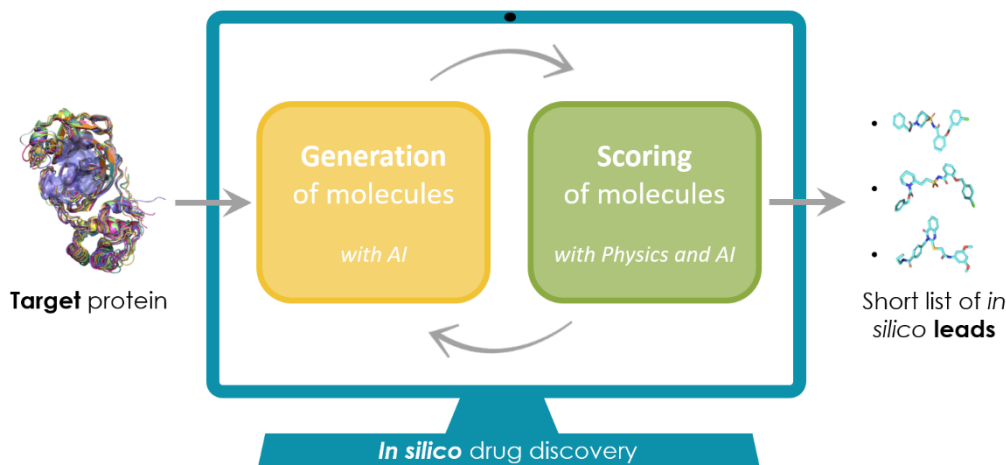 Generation
of molecules
with AI
Scoring
of molecules
with Physics and AI
Target protein
Short list of in
silico leads
In silico drug discovery